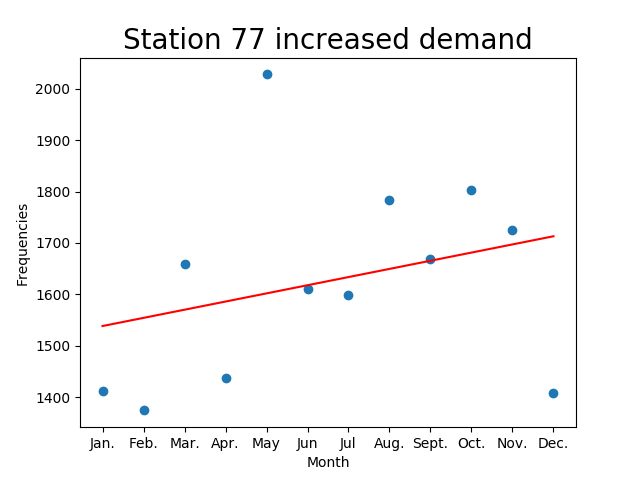 Station 77 increased demand
2000
1900
1800
1700
1600
1500
1400
Frequencies
Jan. Feb. Mar. Apr. May Jun Jul Aug. Sept. Oct. Nov. Dec.
Month